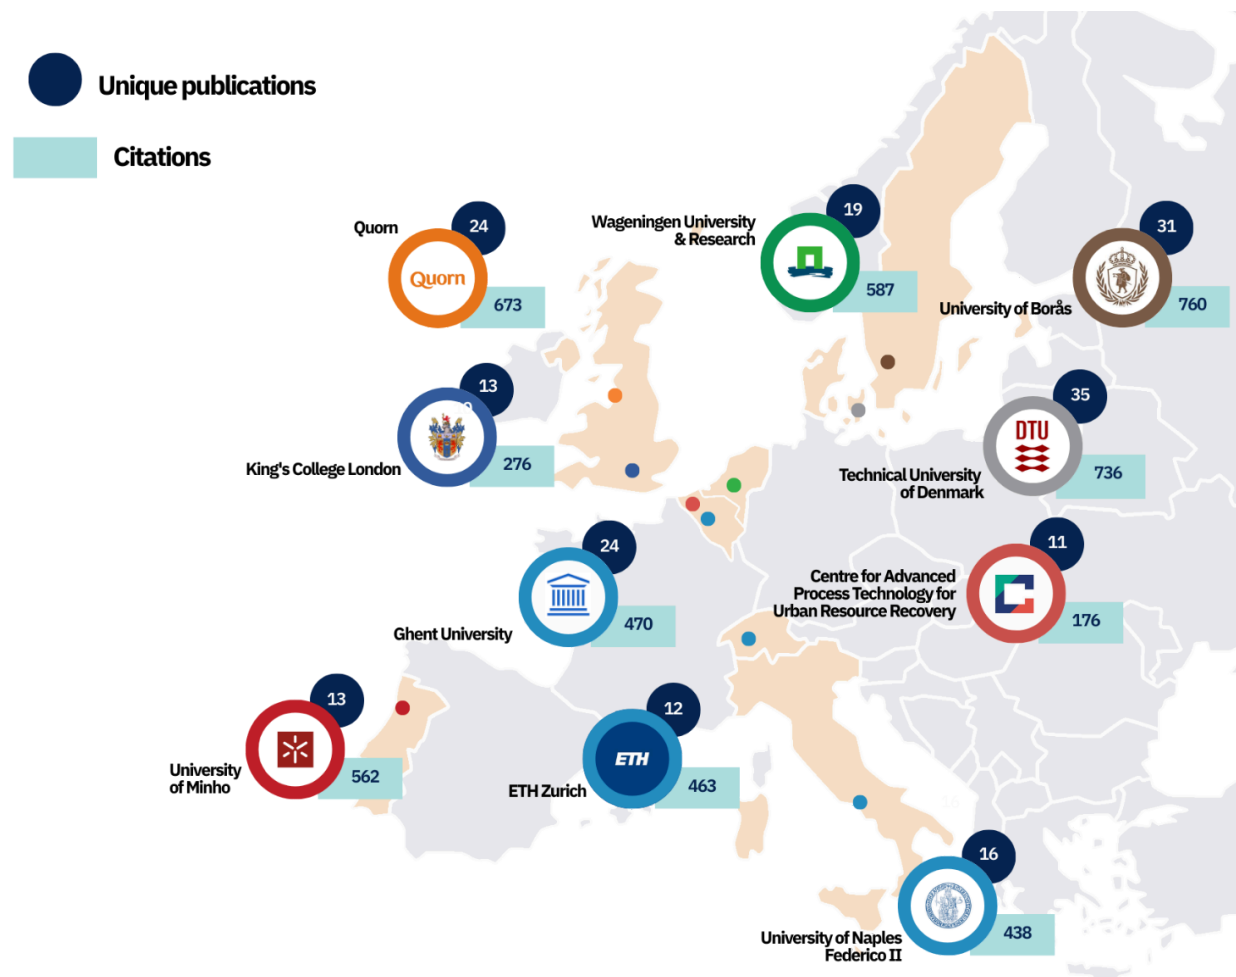 Unique publications
Citations
Quorn
24
Quorn
673
Wageningen University
& Research
19
587
31
University of Borås
760
13
King's College London
276
35
DTU
Technical University
of Denmark
736
24
Ghent University
470
11
Centre for Advanced
Process Technology for
Urban Resource Recovery
176
13
University
of Minho
562
12
ETH
ETH Zurich
463
16
16
University of Naples
Federico II
438